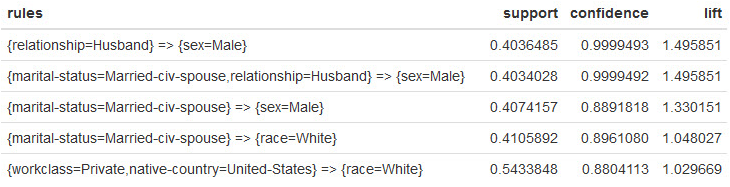 rules support confidence lift
{relationship=Husband} => {sex=Male} 0.4036485 0.9999493 1.495851
{marital-status=Married-civ-spouse,relationship=Husband} => {sex=Male} 0.4034028 0.9999492 1.495851
{marital-status=Married-civ-spouse} => {sex=Male} 0.4074157 0.8891818 1.330151
{marital-status=Married-civ-spouse} => {race=White} 0.4105892 0.8961080 1.048027
{workclass=Private,native-country=United-States} => {race=White} 0.5433848 0.8804113 1.029669